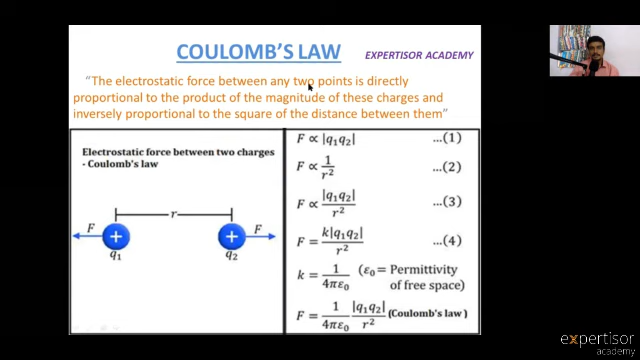 COULOMB'S LAW
EXPERTISOR ACADEMY
"The electrostatic force between any two points is directly
proportional to the product of the magnitude of these charges and
inversely proportional to the square of the distance between them"
Electrostatic force between two charges
- Coulomb's law
F r F
+ +
q₁ q₂
F ∝ |q₁q₂| ...(1)
F ∝ 1/r² ...(2)
F ∝ |q₁q₂|/r² ...(3)
F = k|q₁q₂|/r² ...(4)
k = 1/4πε₀ (ε₀ = Permittivity
of free space)
F = 1/4πε₀ |q₁q₂|/r² (Coulomb's law)
expertisor
academy